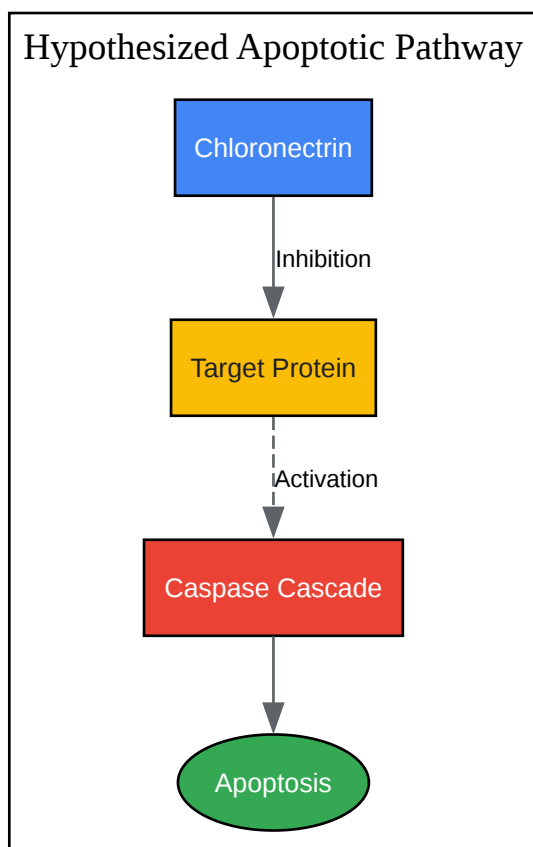 Hypothesized Apoptotic Pathway
Chloronectrin
Inhibition
Target Protein
Activation
Caspase Cascade
Apoptosis